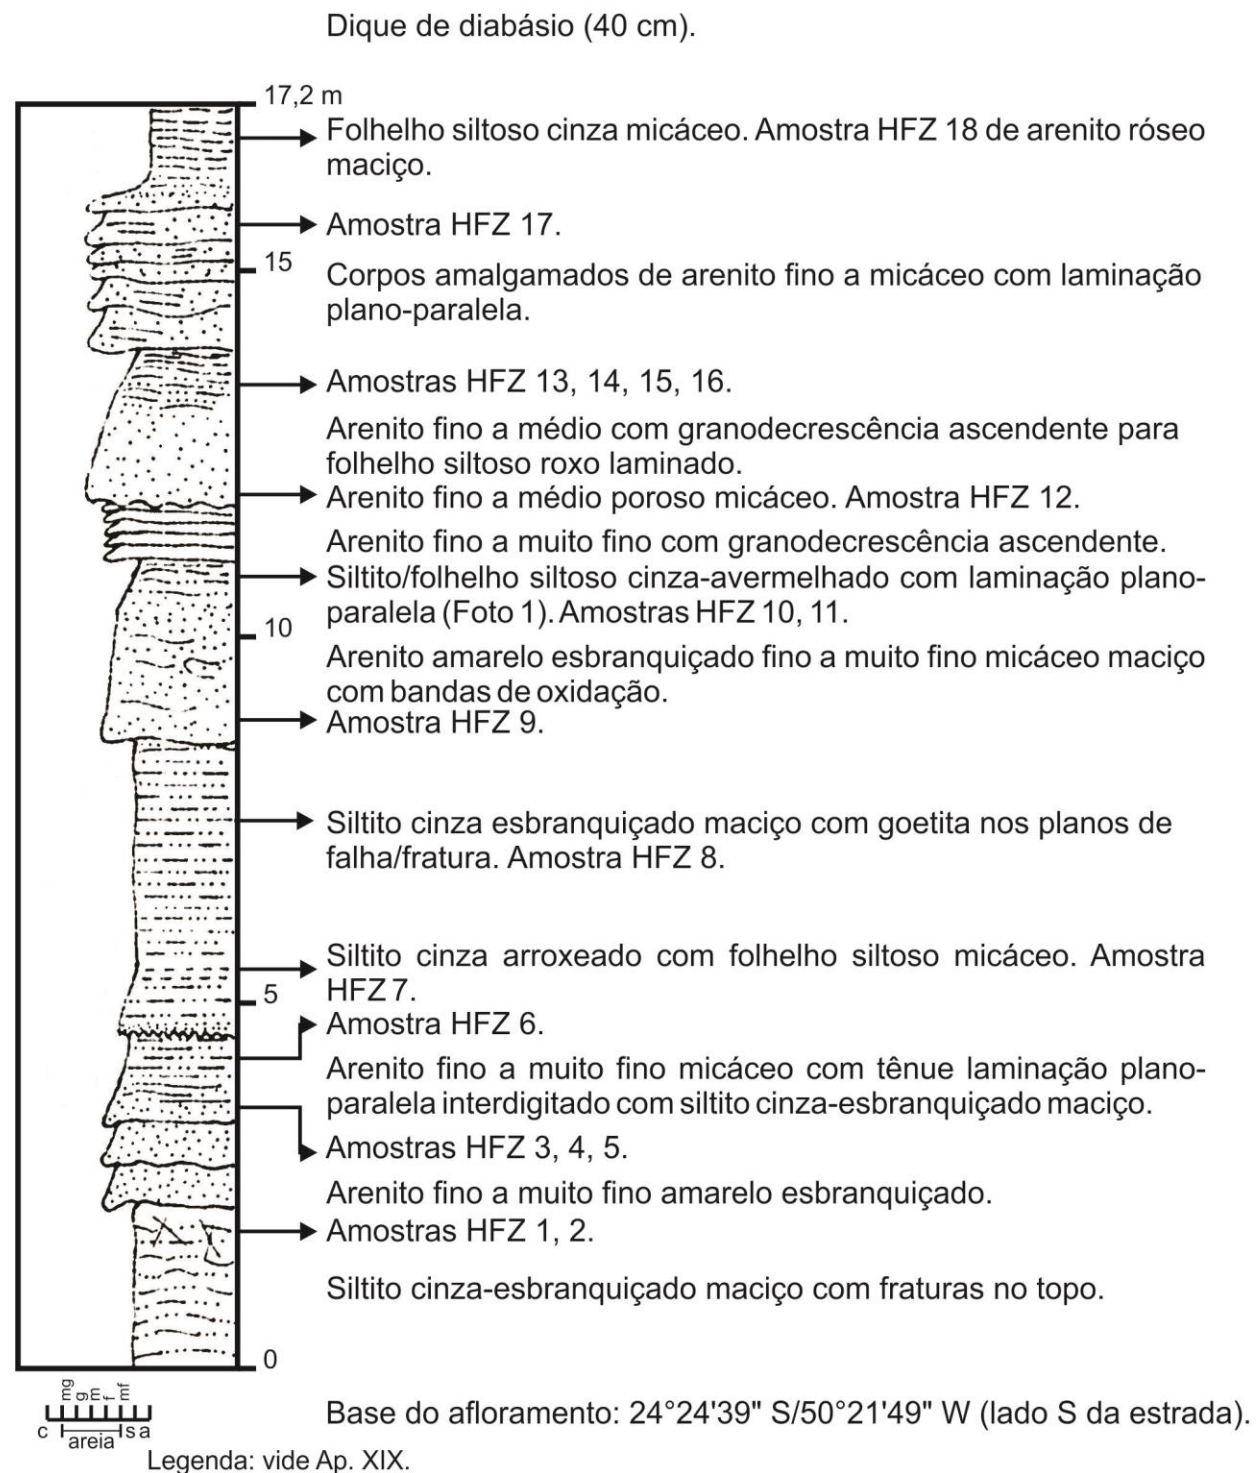 Dique de diabásio (40 cm).
17,2 m
Folhelho siltoso cinza micáceo. Amostra HFZ 18 de arenito róseo
maciço.
Amostra HFZ 17.
15
Corpos amalgamados de arenito fino a micáceo com laminação
plano-paralela.
Amostras HFZ 13, 14, 15, 16.
Arenito fino a médio com granodecrescência ascendente para
folhelho siltoso roxo laminado.
Arenito fino a médio poroso micáceo. Amostra HFZ 12.
Arenito fino a muito fino com granodecrescência ascendente.
Siltito/folhelho siltoso cinza-avermelhado com laminação plano-
paralela (Foto 1). Amostras HFZ 10, 11.
10
Arenito amarelo esbranquiçado fino a muito fino micáceo maciço
com bandas de oxidação.
Amostra HFZ 9.
Siltito cinza esbranquiçado maciço com goetita nos planos de
falha/fratura. Amostra HFZ 8.
Siltito cinza arroxeado com folhelho siltoso micáceo. Amostra
HFZ 7.
5
Amostra HFZ 6.
Arenito fino a muito fino micáceo com tênue laminação plano-
paralela interdigitado com siltito cinza-esbranquiçado maciço.
Amostras HFZ 3, 4, 5.
Arenito fino a muito fino amarelo esbranquiçado.
Amostras HFZ 1, 2.
Siltito cinza-esbranquiçado maciço com fraturas no topo.
0
mg g m f mf
c areia s a
Base do afloramento: 24°24'39" S/50°21'49" W (lado S da estrada).
Legenda: vide Ap. XIX.